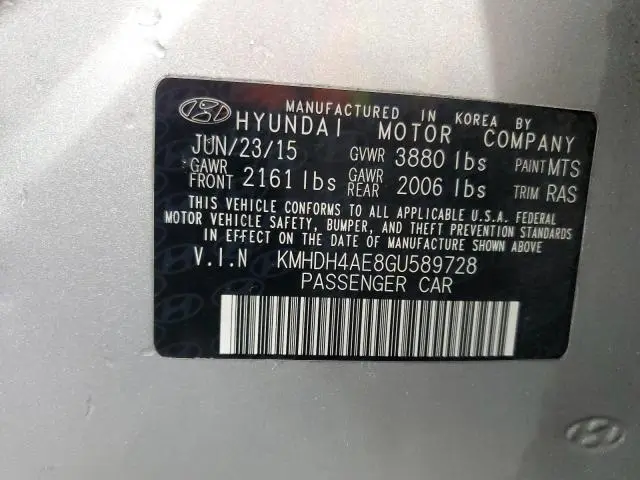 MANUFACTURED IN KOREA BY
HYUNDAI MOTOR COMPANY
JUN/23/15 GVWR 3880 lbs PAINT MTS
GAWR FRONT 2161 lbs GAWR REAR 2006 lbs TRIM RAS
THIS VEHICLE CONFORMS TO ALL APPLICABLE U.S.A. FEDERAL
MOTOR VEHICLE SAFETY, BUMPER, AND THEFT PREVENTION STANDARDS
IN EFFECT ON THE DATE OF MANUFACTURE SHOWN ABOVE
V.I.N KMHDH4AE8GU589728
PASSENGER CAR